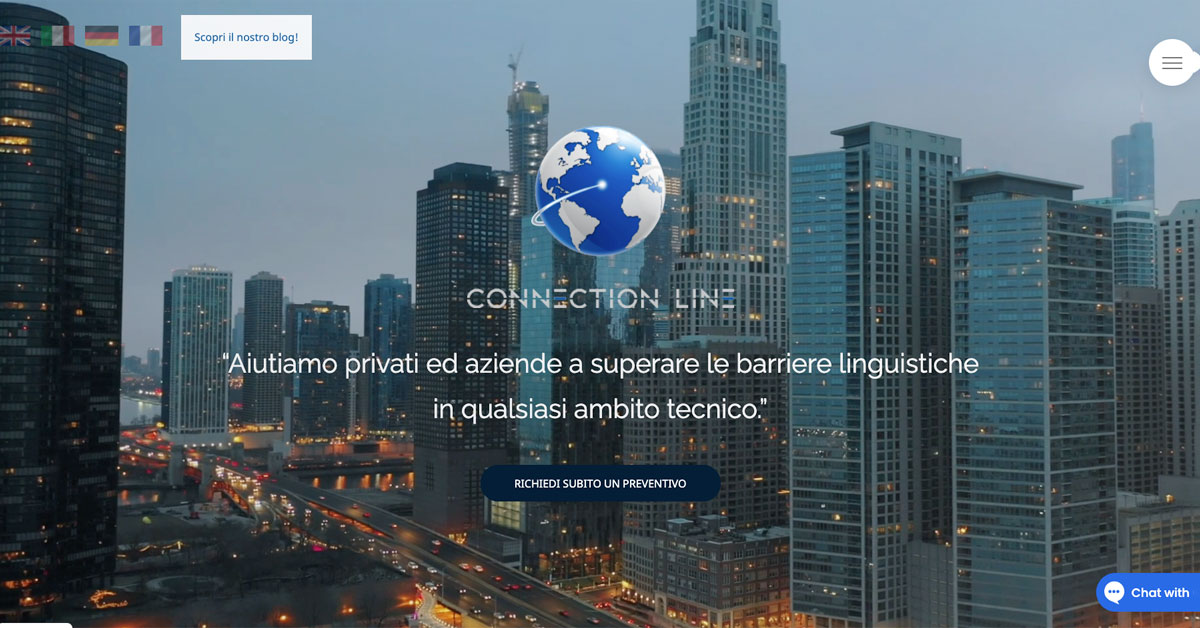 Scopri il nostro blog!
CONNECTION LINE
“Aiutiamo privati ed aziende a superare le barriere linguistiche
in qualsiasi ambito tecnico.”
RICHIEDI SUBITO UN PREVENTIVO
Chat with